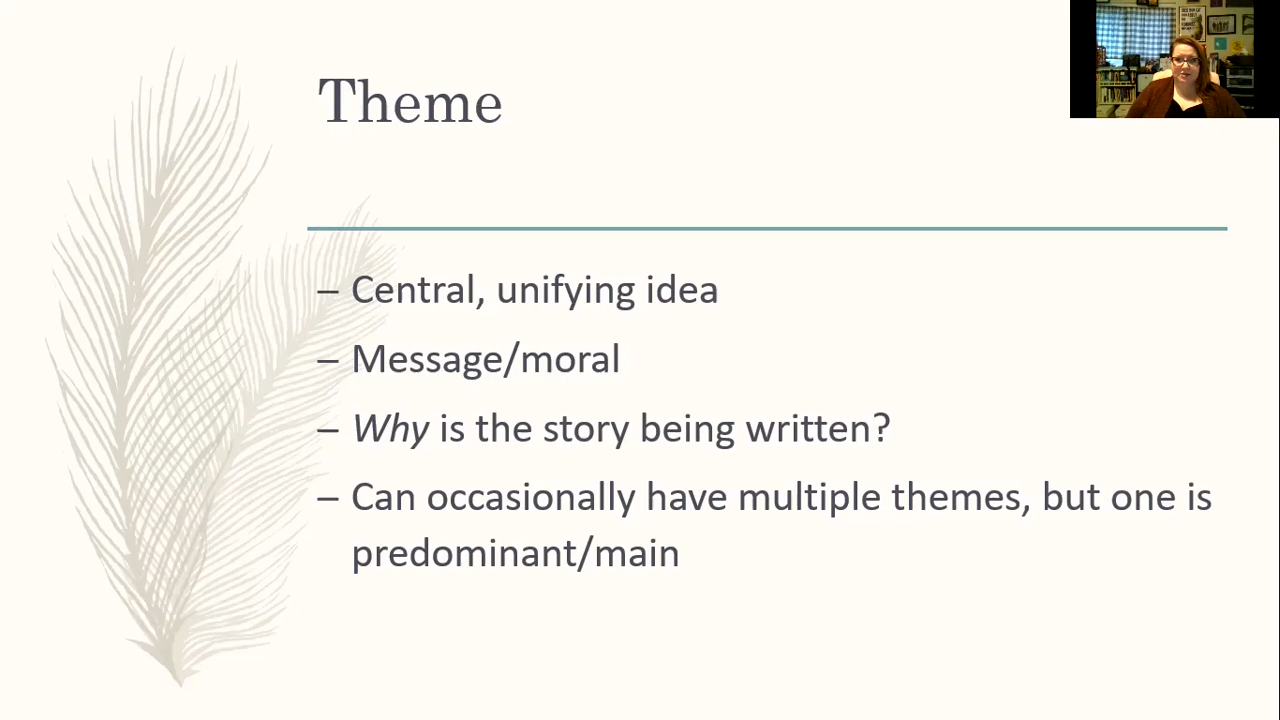 Theme
– Central, unifying idea
– Message/moral
– Why is the story being written?
– Can occasionally have multiple themes, but one is
predominant/main